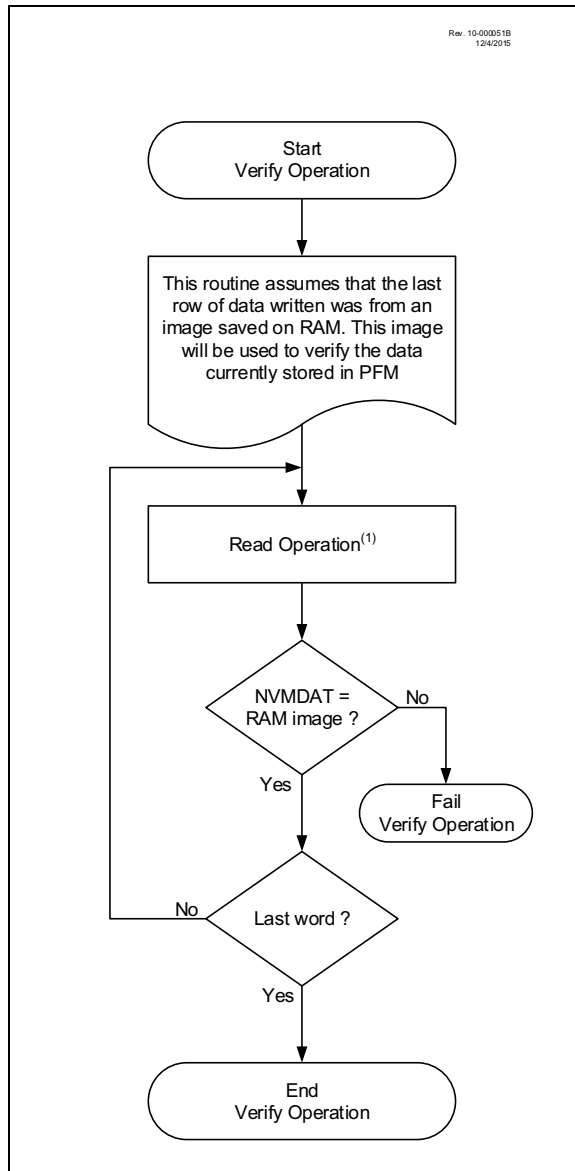 Rev. 10-000051B
12/4/2015
Start
Verify Operation
This routine assumes that the last
row of data written was from an
image saved on RAM. This image
will be used to verify the data
currently stored in PFM
Read Operation(1)
NVMDAT =
RAM image ?
No
Yes
Fail
Verify Operation
Last word ?
No
Yes
End
Verify Operation